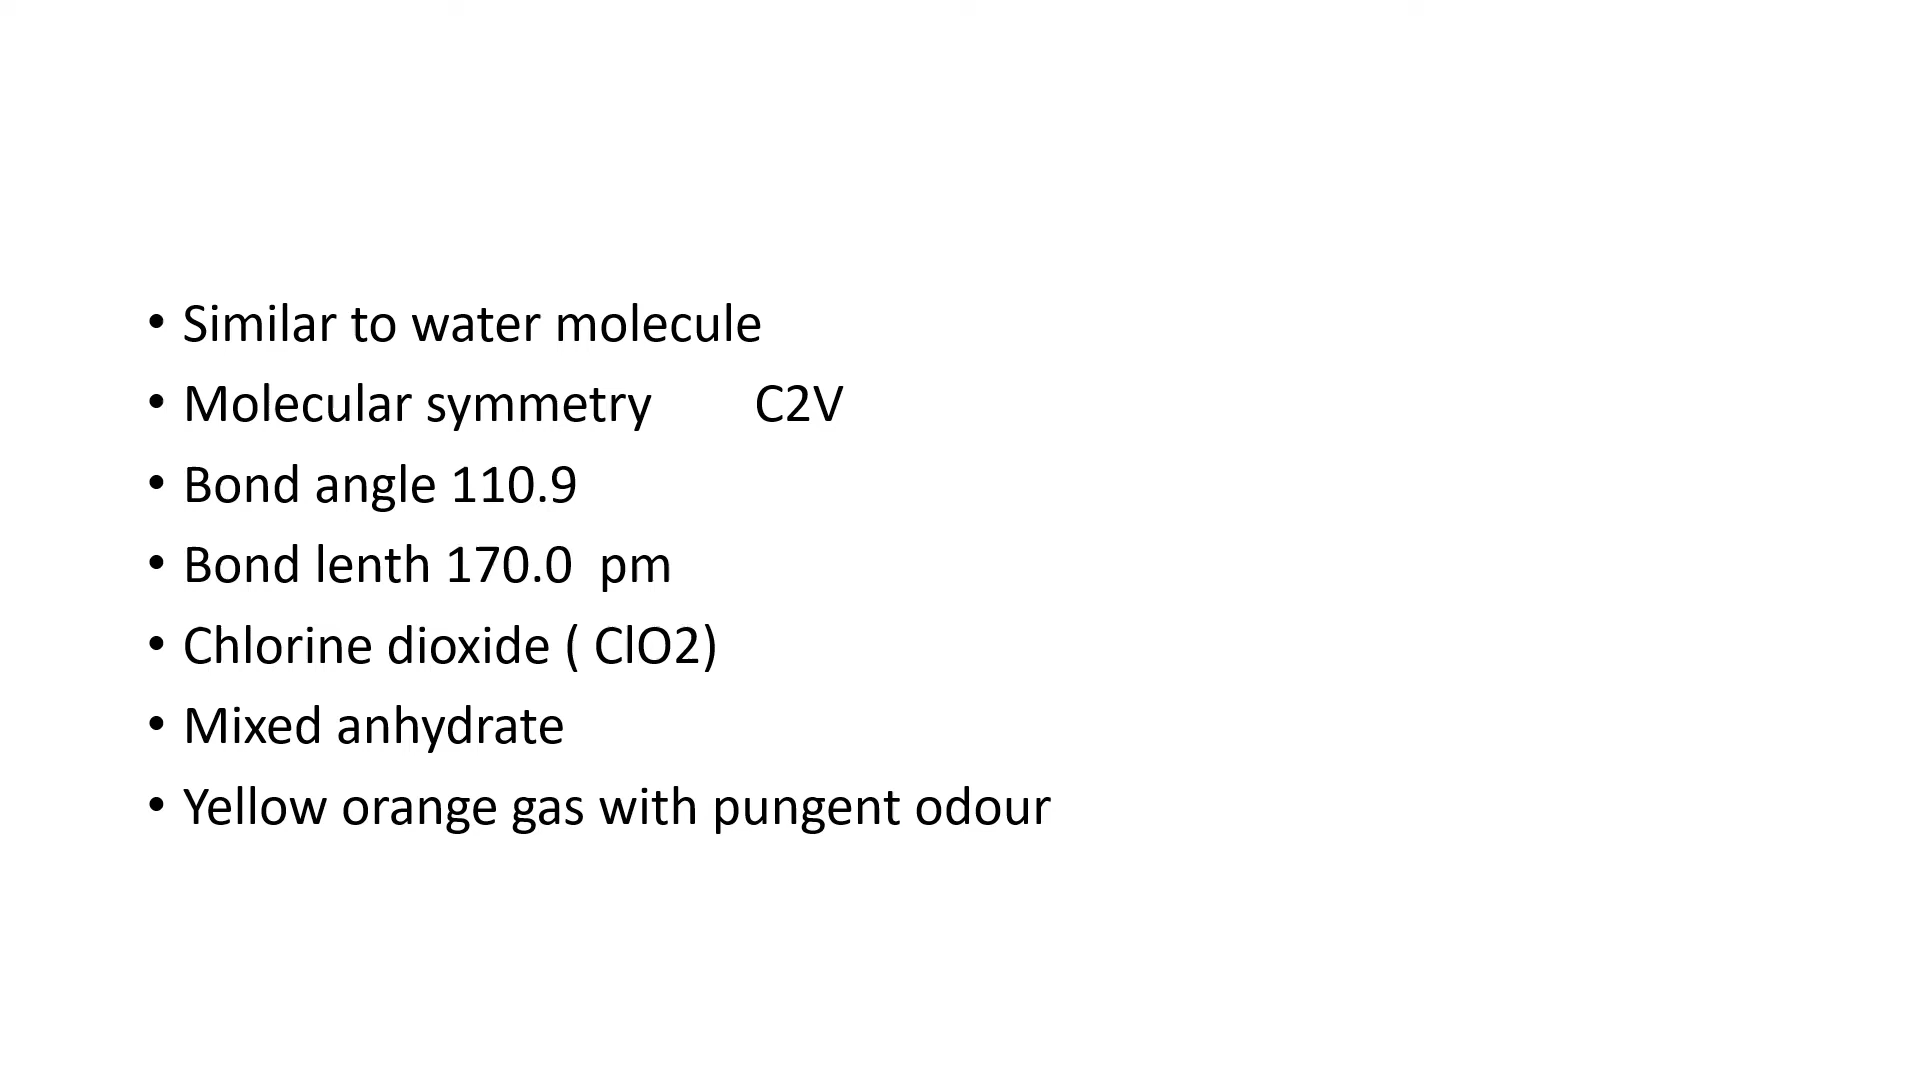 • Similar to water molecule
• Molecular symmetry C2V
• Bond angle 110.9
• Bond lenth 170.0 pm
• Chlorine dioxide ( ClO2)
• Mixed anhydrate
• Yellow orange gas with pungent odour